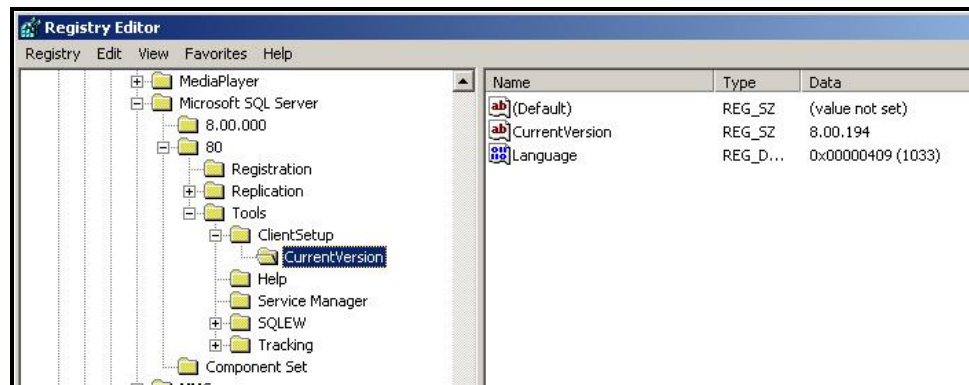 Registry Editor
Registry Edit View Favorites Help
MediaPlayer
Microsoft SQL Server
8.00.000
80
Registration
Replication
Tools
ClientSetup
CurrentVersion
Help
Service Manager
SQLEW
Tracking
Component Set
Name Type Data
ab (Default) REG_SZ (value not set)
ab CurrentVersion REG_SZ 8.00.194
Language REG_D... 0x00000409 (1033)